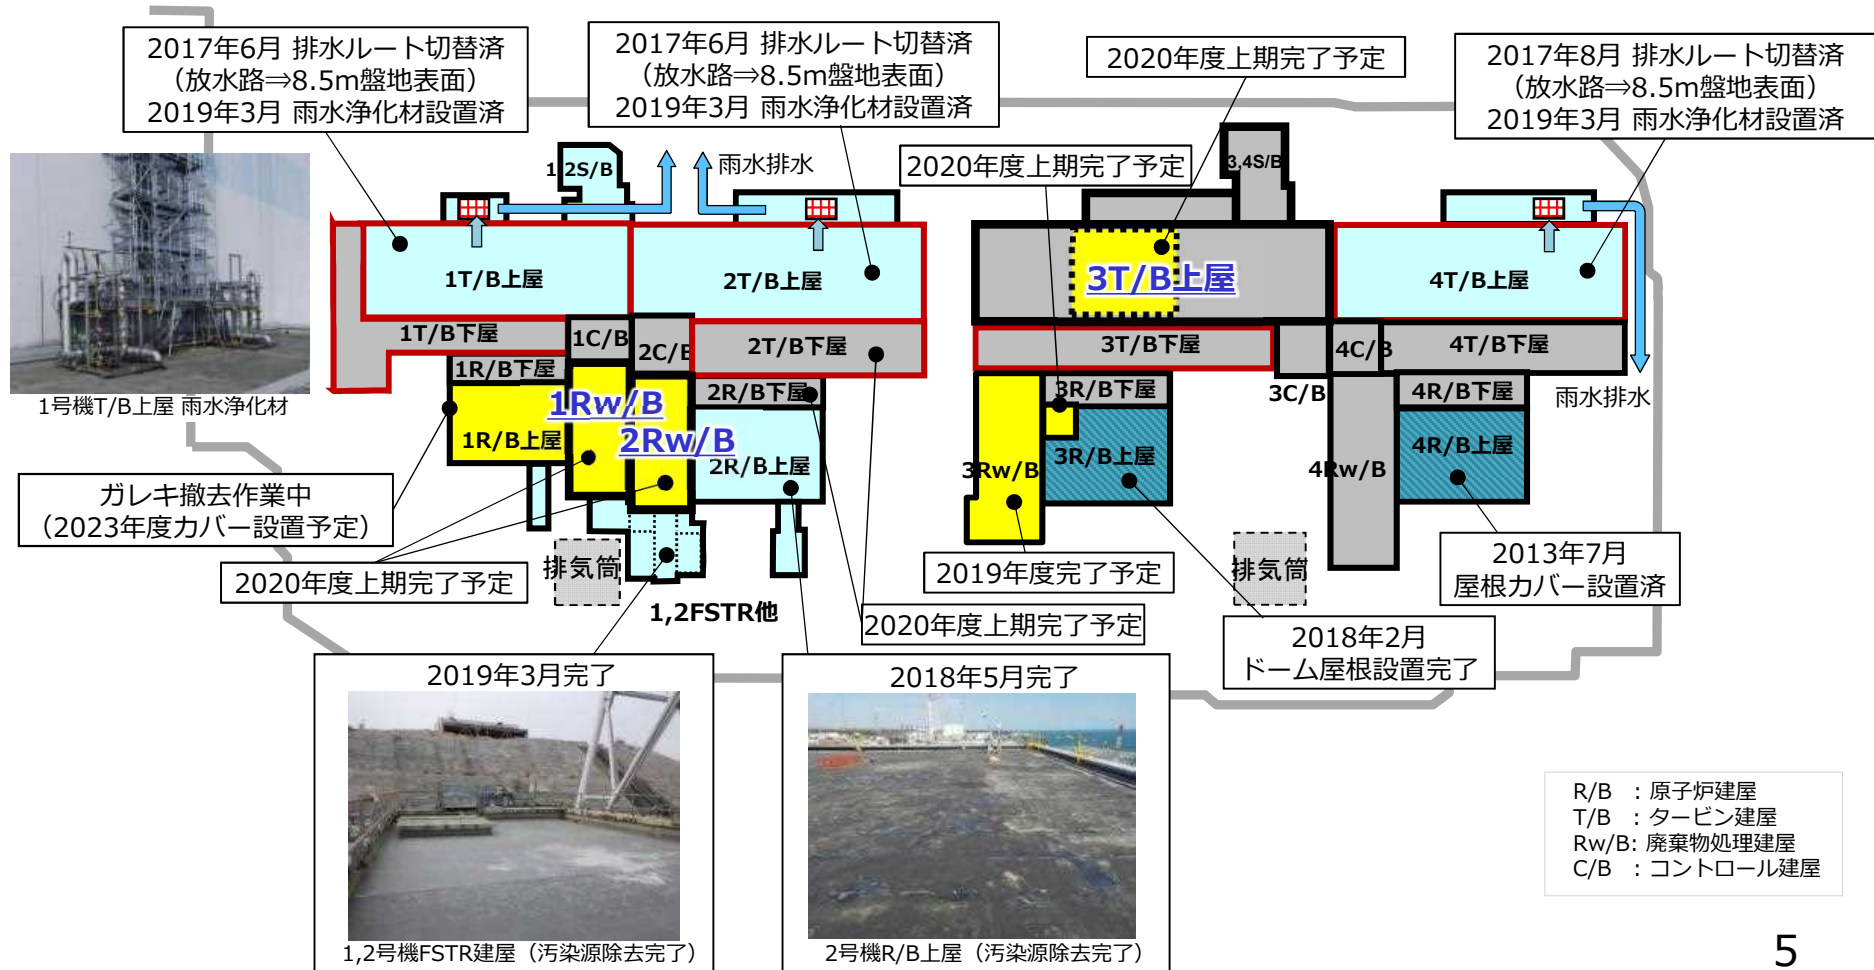 2017年6月 排水ルート切替済
（放水路⇒8.5m盤地表面）
2019年3月 雨水浄化材設置済
2017年6月 排水ルート切替済
（放水路⇒8.5m盤地表面）
2019年3月 雨水浄化材設置済
2020年度上期完了予定
2017年8月 排水ルート切替済
（放水路⇒8.5m盤地表面）
2019年3月 雨水浄化材設置済
1,2S/B
雨水排水
2020年度上期完了予定
3,4S/B
1T/B上屋
2T/B上屋
3T/B上屋
4T/B上屋
1T/B下屋
1C/B
2C/B
2T/B下屋
3T/B下屋
3C/B
4C/B
4T/B下屋
1号機T/B上屋 雨水浄化材
1R/B下屋
2R/B下屋
3R/B下屋
4R/B下屋
雨水排水
1Rw/B
2Rw/B
1R/B上屋
2R/B上屋
3Rw/B
3R/B上屋
4Rw/B
4R/B上屋
ガレキ撤去作業中
（2023年度カバー設置予定）
2020年度上期完了予定
排気筒
1,2FSTR他
2020年度上期完了予定
2019年度完了予定
排気筒
2013年7月
屋根カバー設置済
2018年2月
ドーム屋根設置完了
2019年3月完了
1,2号機FSTR建屋（汚染源除去完了）
2018年5月完了
2号機R/B上屋（汚染源除去完了）
R/B ：原子炉建屋
T/B ：タービン建屋
Rw/B: 廃棄物処理建屋
C/B ：コントロール建屋
5